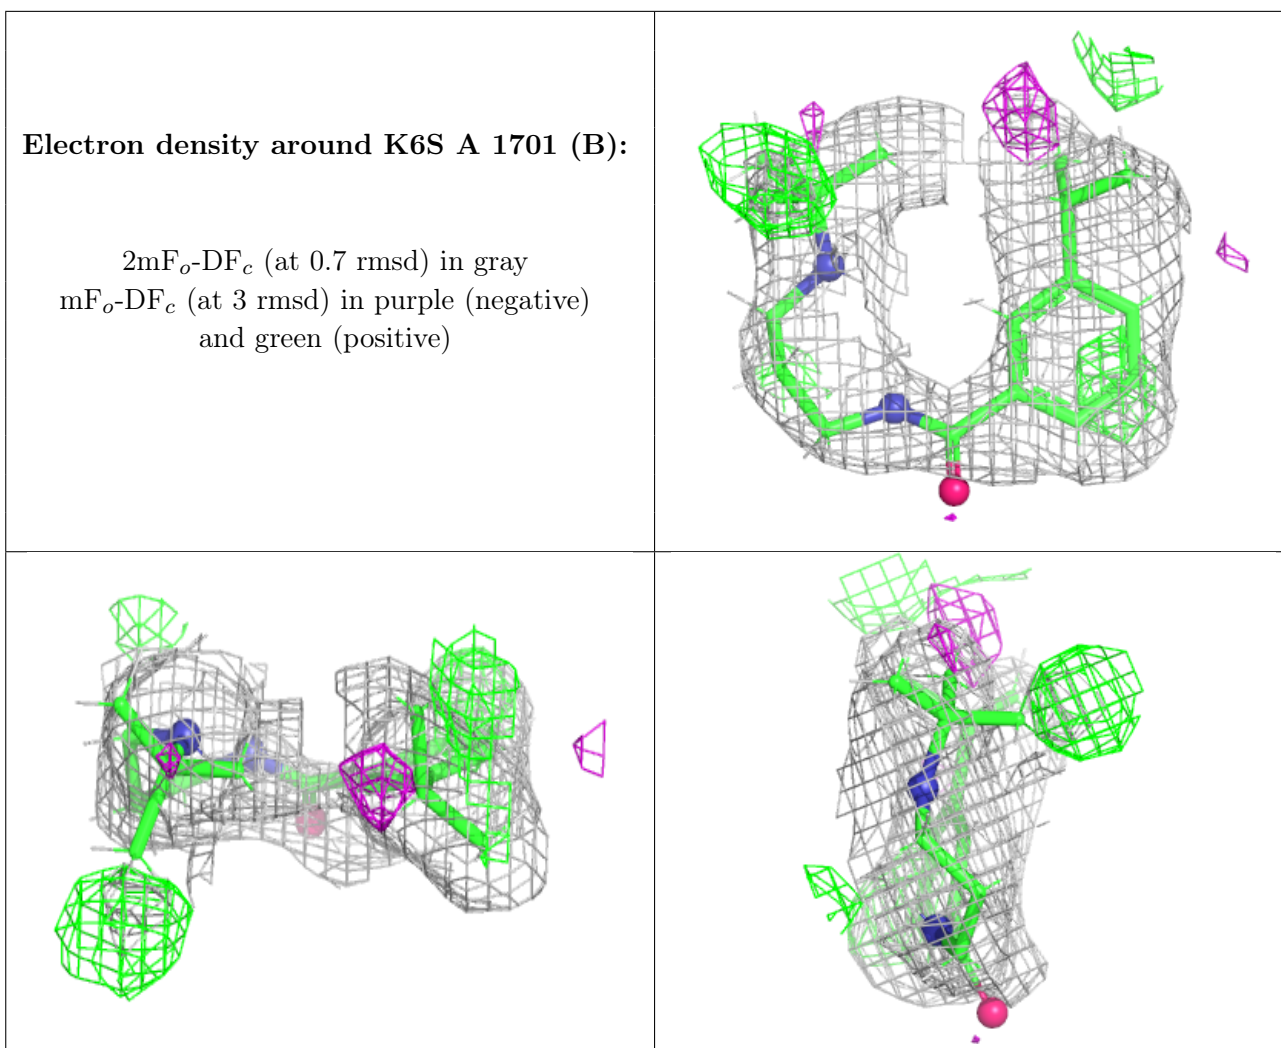 Electron density around K6S A 1701 (B):
2mFo-DFc (at 0.7 rmsd) in gray
mFo-DFc (at 3 rmsd) in purple (negative)
and green (positive)